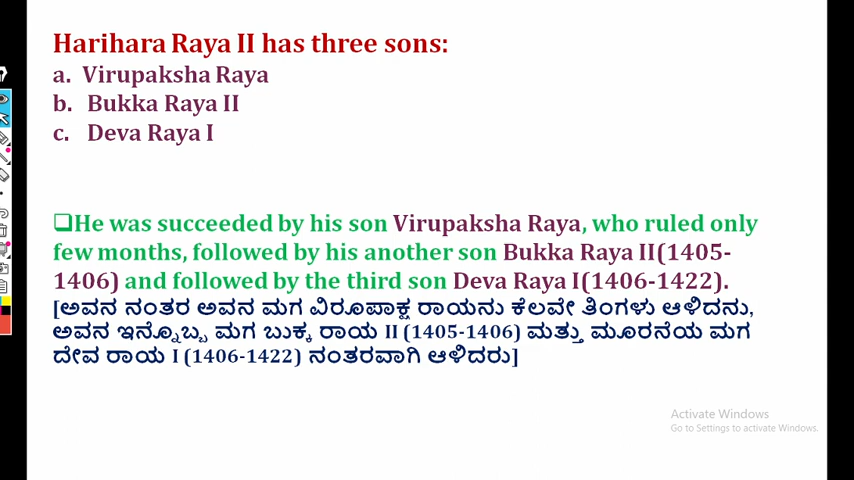 Harihara Raya II has three sons:
a. Virupaksha Raya
b. Bukka Raya II
c. Deva Raya I
❑He was succeeded by his son Virupaksha Raya, who ruled only
few months, followed by his another son Bukka Raya II(1405-
1406) and followed by the third son Deva Raya I(1406-1422).
[ಅವನ ನಂತರ ಅವನ ಮಗ ವಿರೂಪಾಕ್ಷ ರಾಯನು ಕೆಲವೇ ತಿಂಗಳು ಆಳಿದನು,
ಅವನ ಇನ್ನೊಬ್ಬ ಮಗ ಬುಕ್ಕ ರಾಯ II (1405-1406) ಮತ್ತು ಮೂರನೆಯ ಮಗ
ದೇವ ರಾಯ I (1406-1422) ನಂತರವಾಗಿ ಆಳಿದರು]
Activate Windows
Go to Settings to activate Windows.